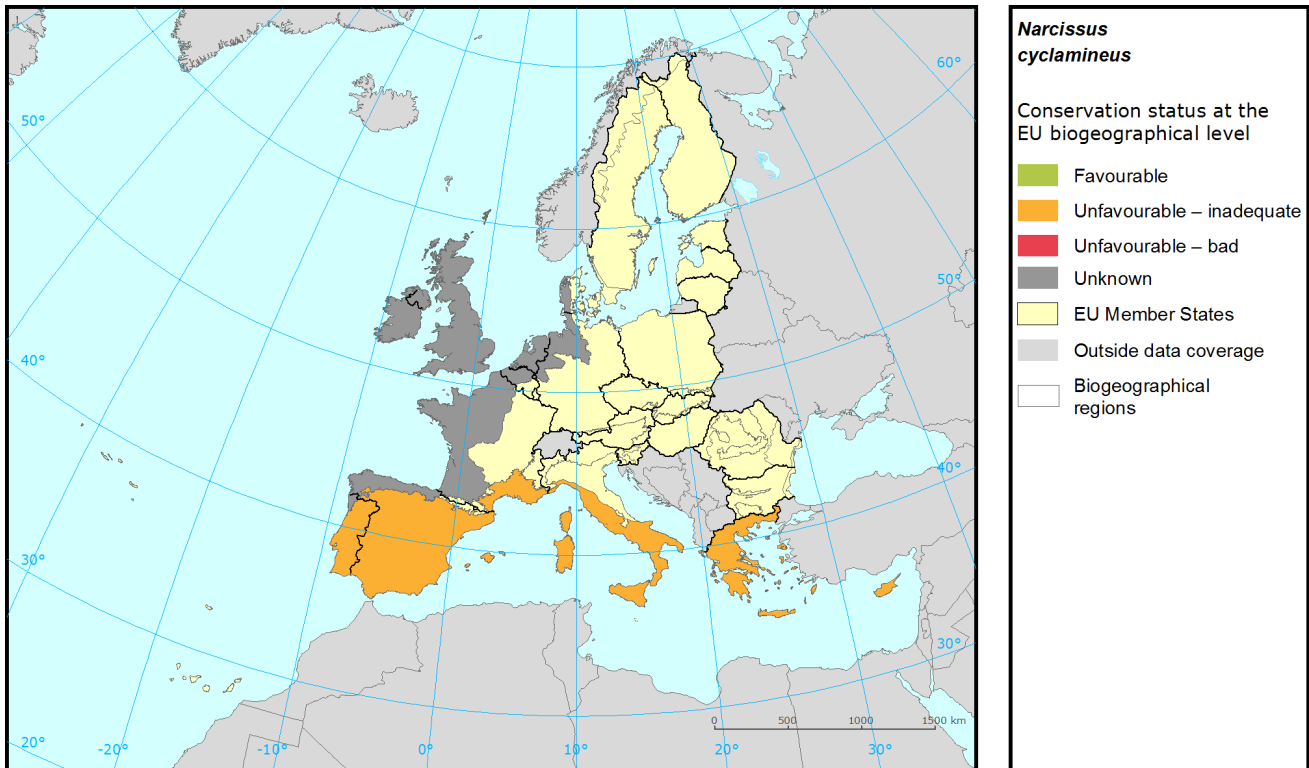 60°
50°
50°
40°
40°
30°
30°
20°
-20°
-10°
0°
10°
20°
30°
0
500
1000
1500 km
Narcissus
cyclamineus
Conservation status at the
EU biogeographical level
Favourable
Unfavourable – inadequate
Unfavourable – bad
Unknown
EU Member States
Outside data coverage
Biogeographical
regions